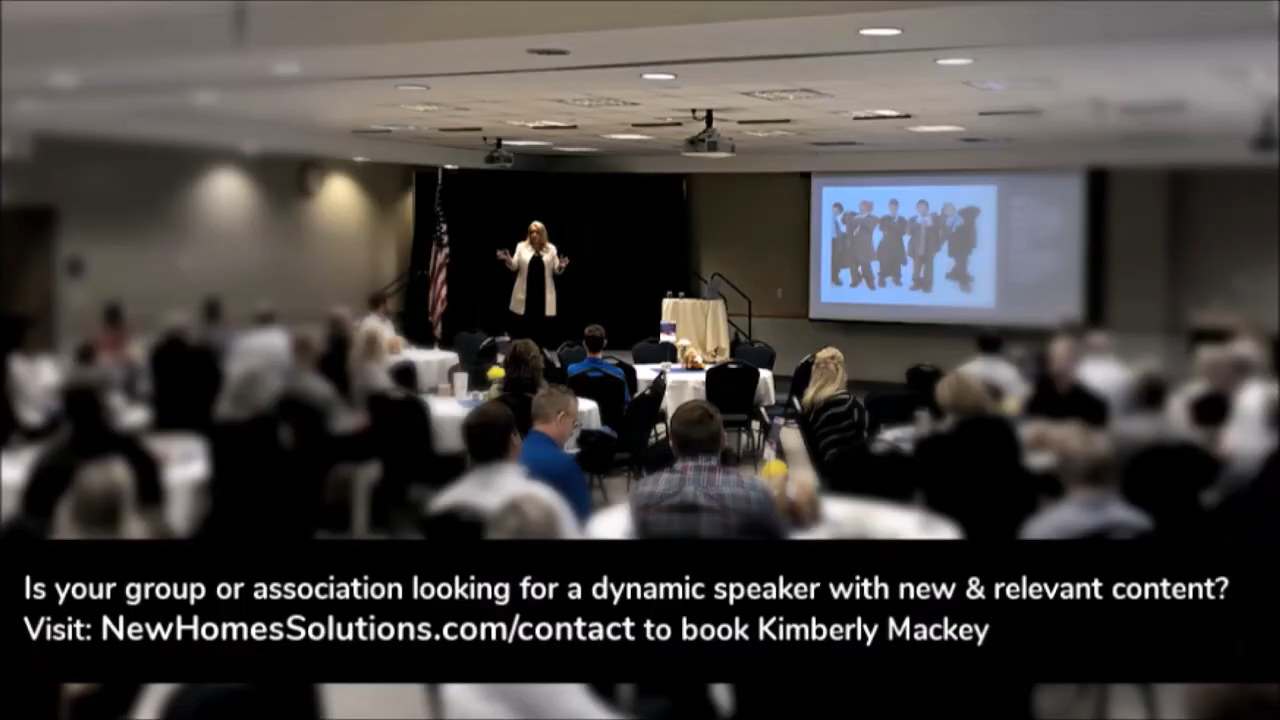 Is your group or association looking for a dynamic speaker with new & relevant content?
Visit: NewHomesSolutions.com/contact to book Kimberly Mackey